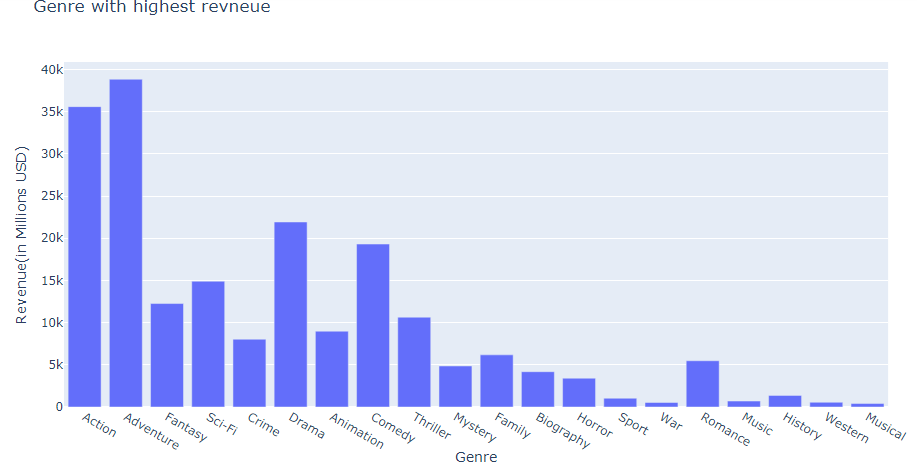 Genre with highest revneue
Revenue(in Millions USD)
40k
35k
30k
25k
20k
15k
10k
5k
0
Action
Adventure
Fantasy
Sci-Fi
Crime
Drama
Animation
Comedy
Thriller
Mystery
Family
Biography
Horror
Sport
War
Romance
Music
History
Western
Musical
Genre